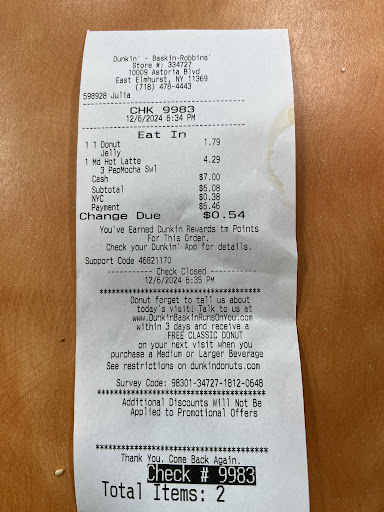 Dunkin' - Baskin-Robbins'
Store #: 334727
10009 Astoria Blvd
East Elmhurst, NY 11369
(718) 478-4443
598928 Julia
CHK 9983
12/6/2024 6:34 PM
Eat In
1 1 Donut 1.79
Jelly
1 Md Hot Latte 4.29
3 PepMocha Swl
Cash $7.00
Subtotal $6.08
NYC $0.38
Payment $6.46
Change Due $0.54
You've Earned Dunkin Rewards tm Points
For This Order.
Check your Dunkin' App for details.
Support Code 46821170
---------- Check Closed ----------
12/6/2024 6:35 PM
**************************************
Donut forget to tell us about
today's visit! Talk to us at
www.DunkinBaskinRunsOnYou.com
within 3 days and receive a
FREE CLASSIC DONUT
on your next visit when you
purchase a Medium or Larger Beverage
See restrictions on dunkindonuts.com
Survey Code: 98301-34727-1812-0648
**************************************
Additional Discounts Will Not Be
Applied to Promotional Offers
**************************************
Thank You. Come Back Again.
Check # 9983
Total Items: 2